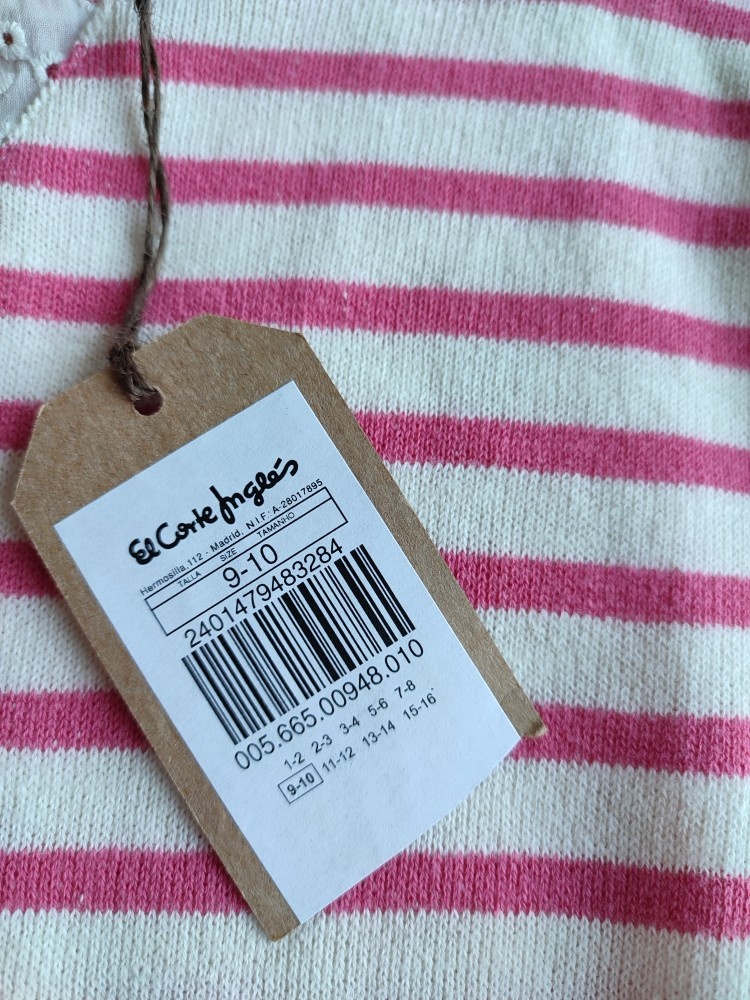 El Corte Inglés
Hermosilla, 112 - Madrid. N.I.F.: A-28017895
TALLA SIZE TAMANHO
9-10
2401479483284
005.665.00948.010
1-2 2-3 3-4 5-6 7-8
9-10 11-12 13-14 15-16